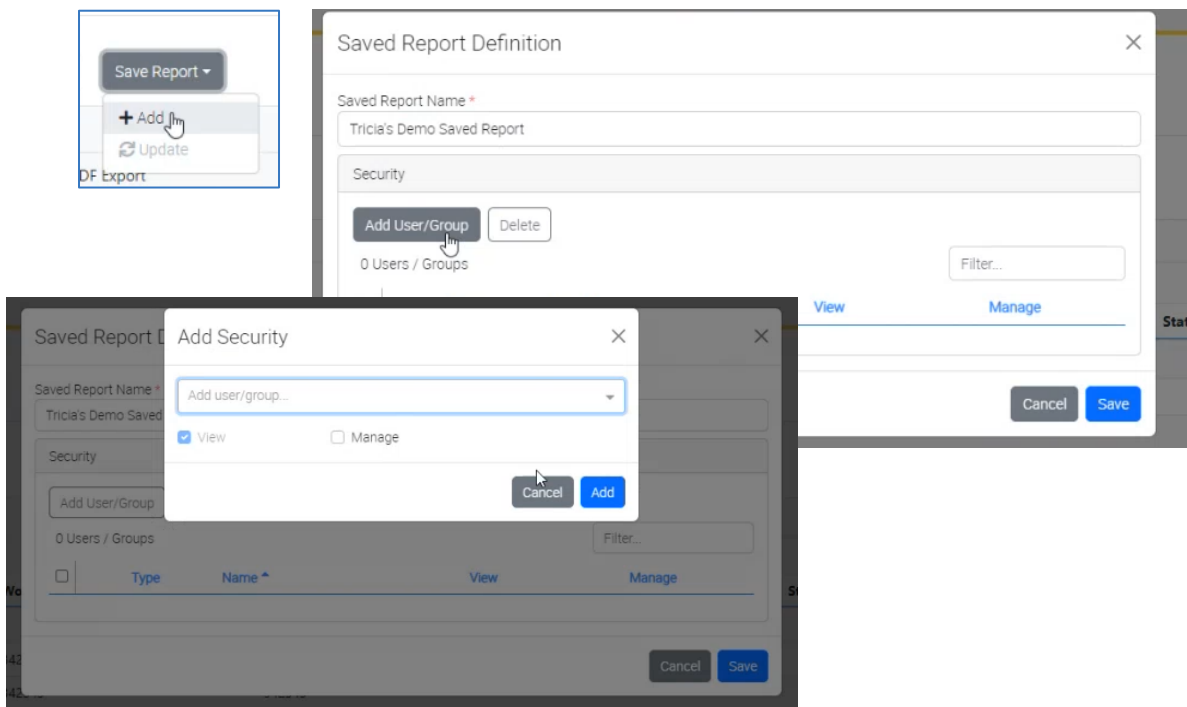 Save Report
Add
Update
DF Export
Saved Report Definition
Saved Report Name *
Tricia's Demo Saved Report
Security
Add User/Group Delete
0 Users / Groups
Filter...
View Manage
Cancel Save
Saved Report D
Add Security
Saved Report Name *
Add user/group...
Tricia's Demo Saved
View Manage
Security
Cancel Add
Add User/Group
0 Users / Groups
Filter...
Type Name View Manage
Wo
Cancel Save